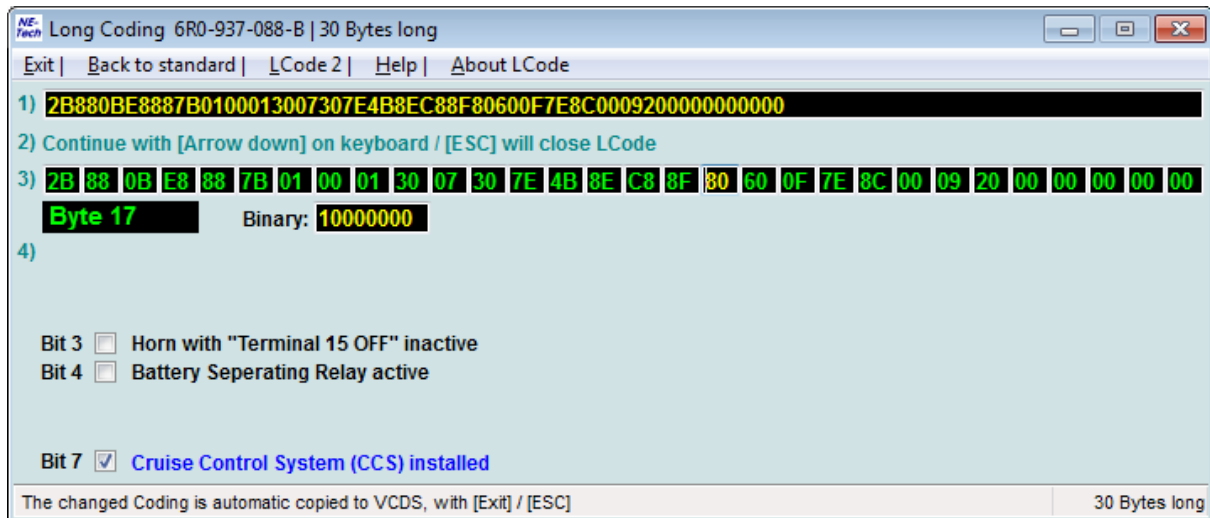 NE-Tech Long Coding 6R0-937-088-B | 30 Bytes long
Exit | Back to standard | LCode 2 | Help | About LCode
1) 2B880BE8887B0100013007307E4B8EC88F80600F7E8C0009200000000000
2) Continue with [Arrow down] on keyboard / [ESC] will close LCode
3) 2B 88 0B E8 88 7B 01 00 01 30 07 30 7E 4B 8E C8 8F 80 60 0F 7E 8C 00 09 20 00 00 00 00 00
Byte 17 Binary: 10000000
4)
Bit 3 Horn with "Terminal 15 OFF" inactive
Bit 4 Battery Seperating Relay active
Bit 7 Cruise Control System (CCS) installed
The changed Coding is automatic copied to VCDS, with [Exit] / [ESC] 30 Bytes long